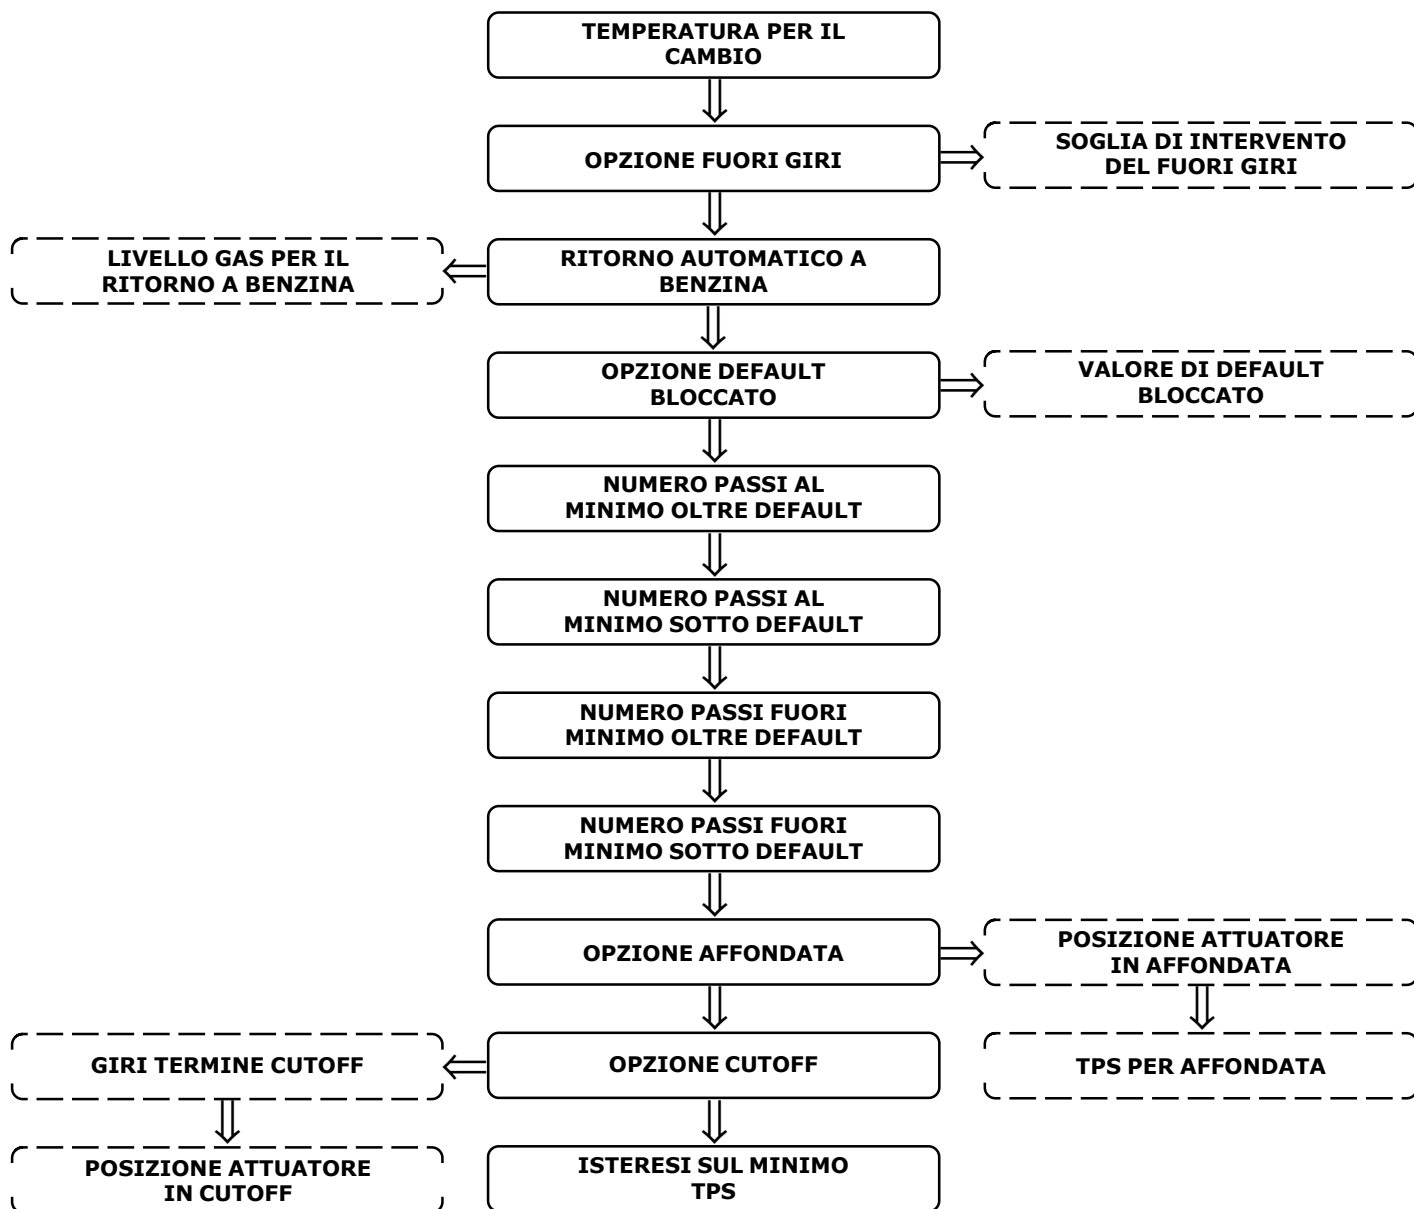 TEMPERATURA PER IL
CAMBIO
OPZIONE FUORI GIRI
SOGLIA DI INTERVENTO
DEL FUORI GIRI
LIVELLO GAS PER IL
RITORNO A BENZINA
RITORNO AUTOMATICO A
BENZINA
OPZIONE DEFAULT
BLOCCATO
VALORE DI DEFAULT
BLOCCATO
NUMERO PASSI AL
MINIMO OLTRE DEFAULT
NUMERO PASSI AL
MINIMO SOTTO DEFAULT
NUMERO PASSI FUORI
MINIMO OLTRE DEFAULT
NUMERO PASSI FUORI
MINIMO SOTTO DEFAULT
OPZIONE AFFONDATA
POSIZIONE ATTUATORE
IN AFFONDATA
GIRI TERMINE CUTOFF
OPZIONE CUTOFF
TPS PER AFFONDATA
POSIZIONE ATTUATORE
IN CUTOFF
ISTERESI SUL MINIMO
TPS